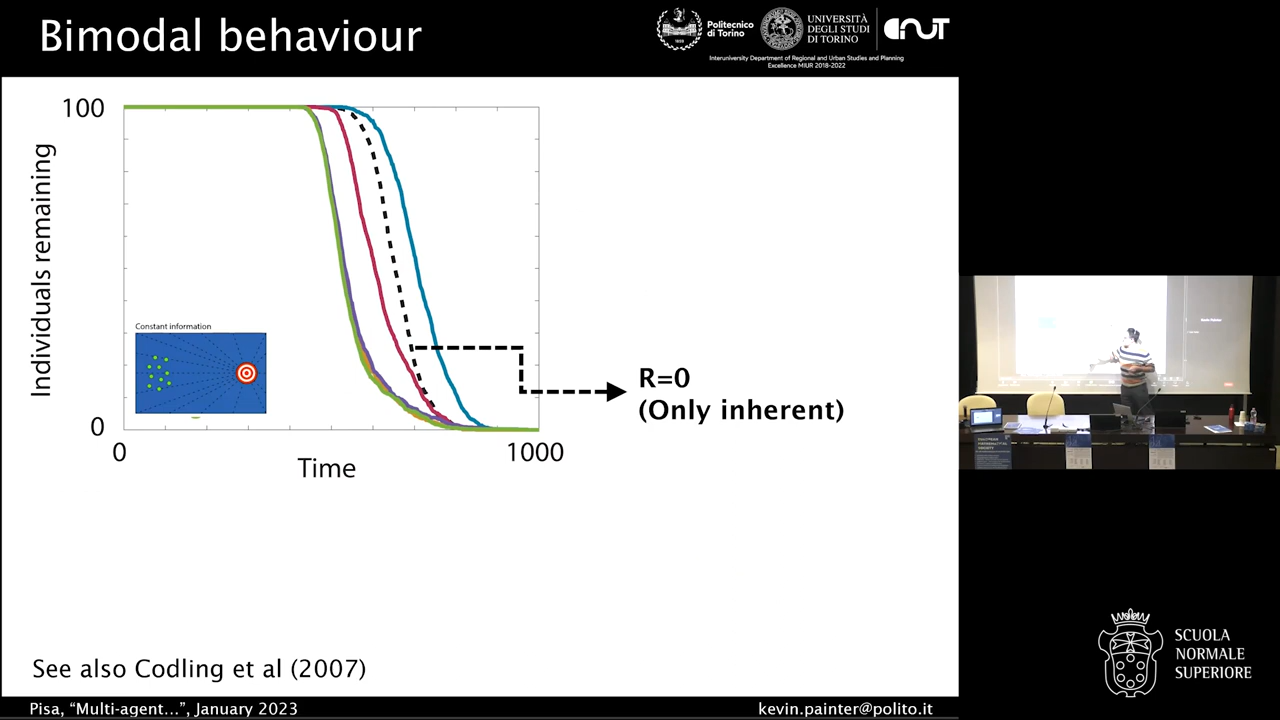 Bimodal behaviour
Politecnico
di Torino
UNIVERSITÀ
DEGLI STUDI
DI TORINO
Interuniversity Department of Regional and Urban Studies and Planning
Excellence MIUR 2018-2022
100
Individuals remaining
Constant information
0
0
Time
1000
R=0
(Only inherent)
See also Codling et al (2007)
Pisa, “Multi-agent...”, January 2023
kevin.painter@polito.it
SCUOLA
NORMALE
SUPERIORE